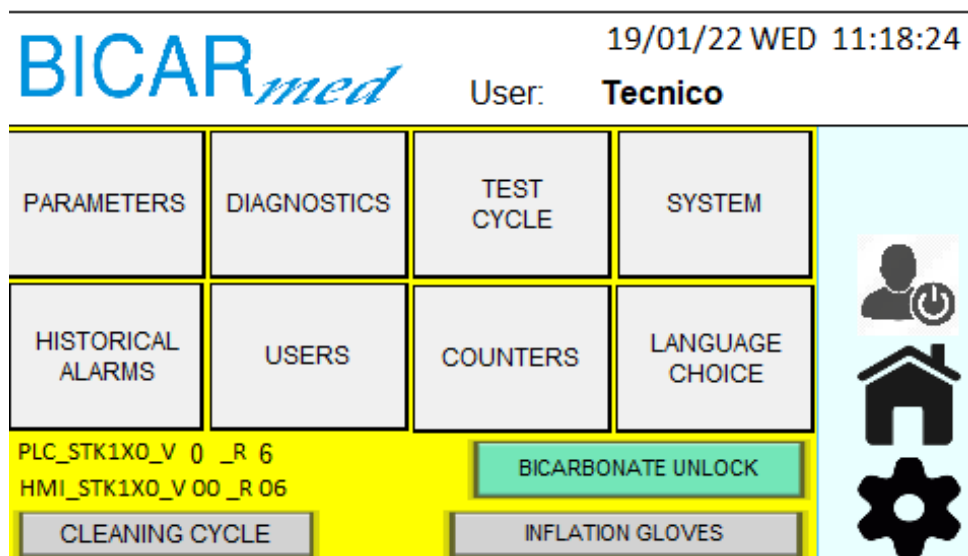 BICARmed
19/01/22 WED 11:18:24
User: Tecnico
PARAMETERS
DIAGNOSTICS
TEST
CYCLE
SYSTEM
HISTORICAL
ALARMS
USERS
COUNTERS
LANGUAGE
CHOICE
PLC_STK1X0_V 0 _R 6
HMI_STK1X0_V 00 _R 06
BICARBONATE UNLOCK
CLEANING CYCLE
INFLATION GLOVES